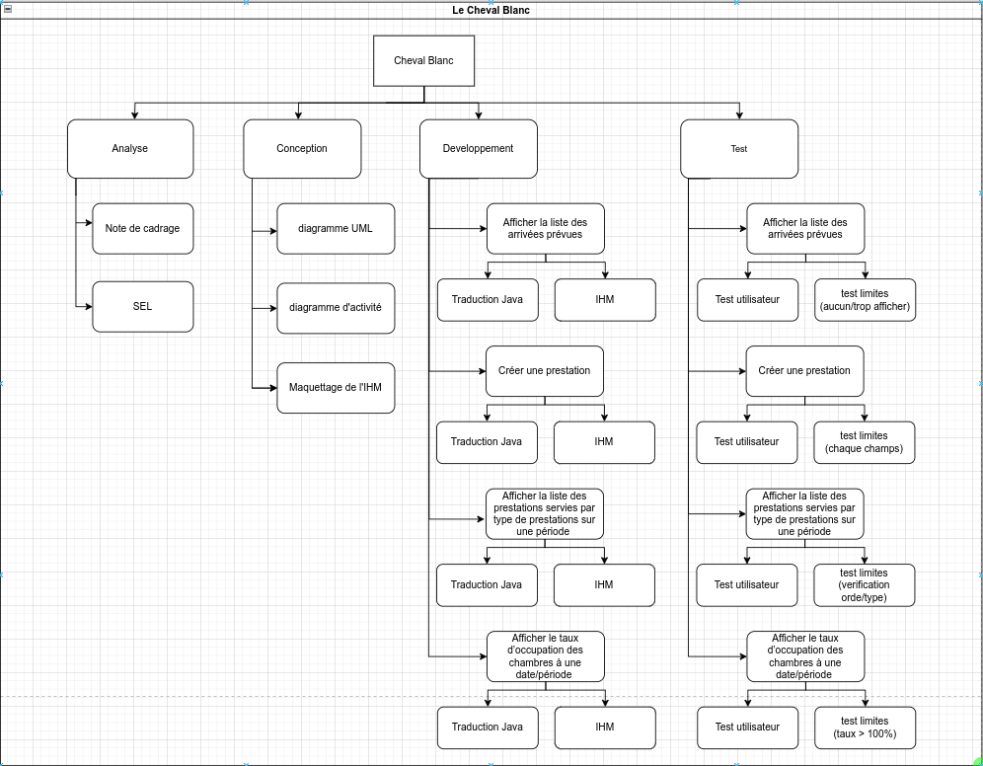 Le Cheval Blanc
Cheval Blanc
Analyse
Conception
Developpement
Test
Note de cadrage
SEL
diagramme UML
diagramme d'activité
Maquettage de l'IHM
Afficher la liste des
arrivées prévues
Traduction Java
IHM
Créer une prestation
Traduction Java
IHM
Afficher la liste des
prestations servies par
type de prestations sur
une période
Traduction Java
IHM
Afficher le taux
d'occupation des
chambres à une
date/période
Traduction Java
IHM
Afficher la liste des
arrivées prévues
Test utilisateur
test limites
(aucun/trop afficher)
Créer une prestation
Test utilisateur
test limites
(chaque champs)
Afficher la liste des
prestations servies par
type de prestations sur
une période
Test utilisateur
test limites
(verification
orde/type)
Afficher le taux
d'occupation des
chambres à une
date/période
Test utilisateur
test limites
(taux > 100%)